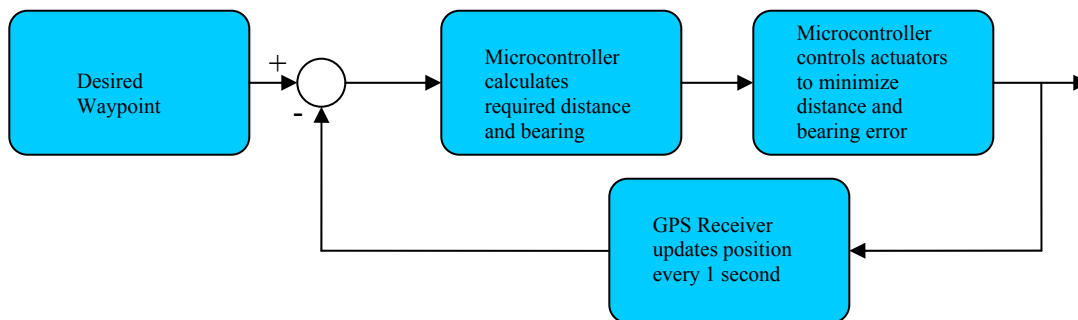 Desired
Waypoint
+
-
Microcontroller
calculates
required distance
and bearing
Microcontroller
controls actuators
to minimize
distance and
bearing error
GPS Receiver
updates position
every 1 second